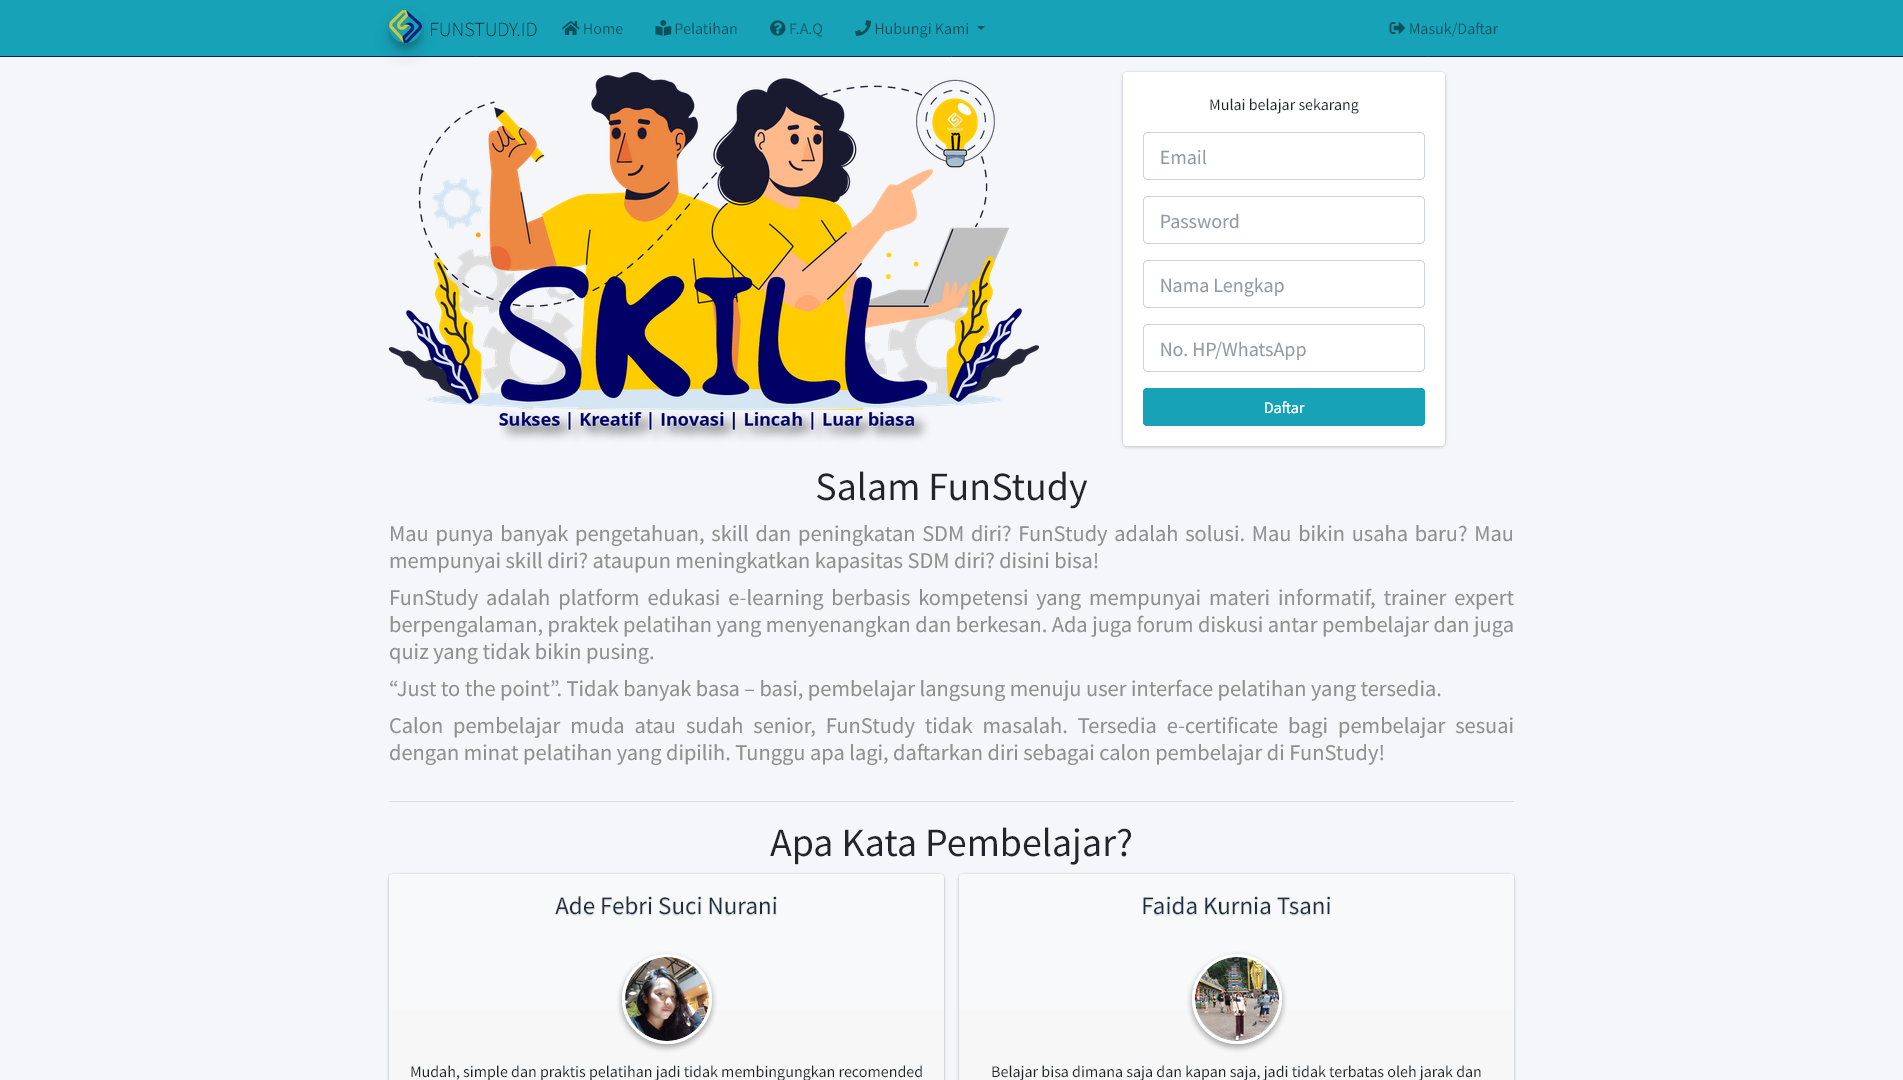 FUNSTUDY.ID
Home
Pelatihan
F.A.Q
Hubungi Kami
Masuk/Daftar
SKILL
Sukses | Kreatif | Inovasi | Lincah | Luar biasa
Mulai belajar sekarang
Email
Password
Nama Lengkap
No. HP/WhatsApp
Daftar
Salam FunStudy
Mau punya banyak pengetahuan, skill dan peningkatan SDM diri? FunStudy adalah solusi. Mau bikin usaha baru? Mau
mempunyai skill diri? ataupun meningkatkan kapasitas SDM diri? disini bisa!
FunStudy adalah platform edukasi e-learning berbasis kompetensi yang mempunyai materi informatif, trainer expert
berpengalaman, praktek pelatihan yang menyenangkan dan berkesan. Ada juga forum diskusi antar pembelajar dan juga
quiz yang tidak bikin pusing.
“Just to the point”. Tidak banyak basa – basi, pembelajar langsung menuju user interface pelatihan yang tersedia.
Calon pembelajar muda atau sudah senior, FunStudy tidak masalah. Tersedia e-certificate bagi pembelajar sesuai
dengan minat pelatihan yang dipilih. Tunggu apa lagi, daftarkan diri sebagai calon pembelajar di FunStudy!
Apa Kata Pembelajar?
Ade Febri Suci Nurani
Mudah, simple dan praktis pelatihan jadi tidak membingungkan recomended
Faida Kurnia Tsani
Belajar bisa dimana saja dan kapan saja, jadi tidak terbatas oleh jarak dan